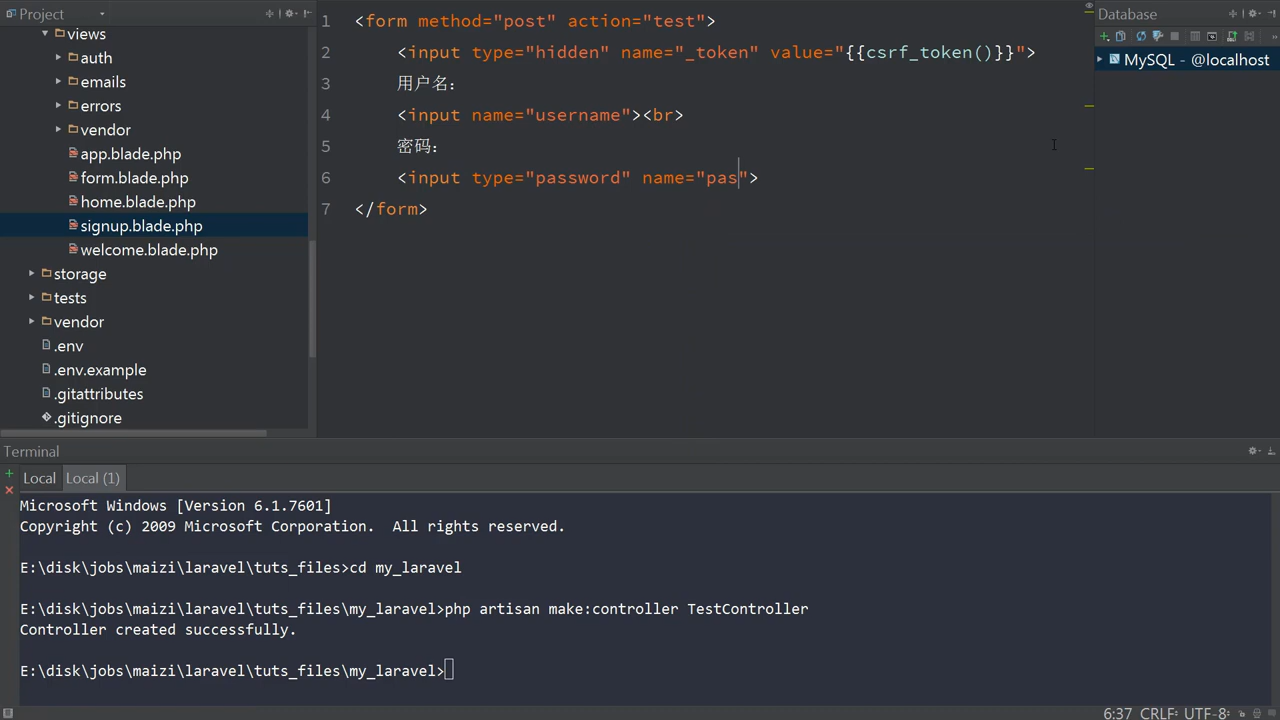 Project
views
auth
emails
errors
vendor
app.blade.php
form.blade.php
home.blade.php
signup.blade.php
welcome.blade.php
storage
tests
vendor
.env
.env.example
.gitattributes
.gitignore
1 <form method="post" action="test">
2 <input type="hidden" name="_token" value="{{csrf_token()}}">
3 用户名:
4 <input name="username"><br>
5 密码:
6 <input type="password" name="pas">
7 </form>
Database
MySQL - @localhost
Terminal
Local Local (1)
Microsoft Windows [Version 6.1.7601]
Copyright (c) 2009 Microsoft Corporation. All rights reserved.
E:\disk\jobs\maizi\laravel\tuts_files>cd my_laravel
E:\disk\jobs\maizi\laravel\tuts_files\my_laravel>php artisan make:controller TestController
Controller created successfully.
E:\disk\jobs\maizi\laravel\tuts_files\my_laravel>
6:37 CRLF÷ UTF-8÷